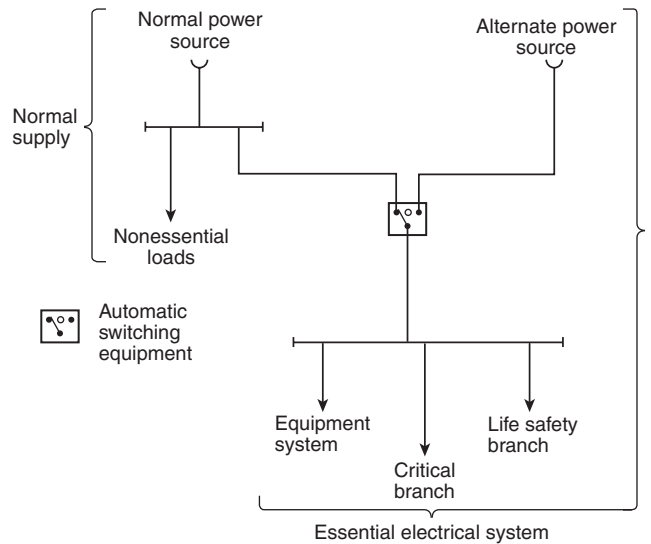 Normal power
source
Alternate power
source
Normal
supply
Nonessential
loads
Automatic
switching
equipment
Equipment
system
Critical
branch
Life safety
branch
Essential electrical system